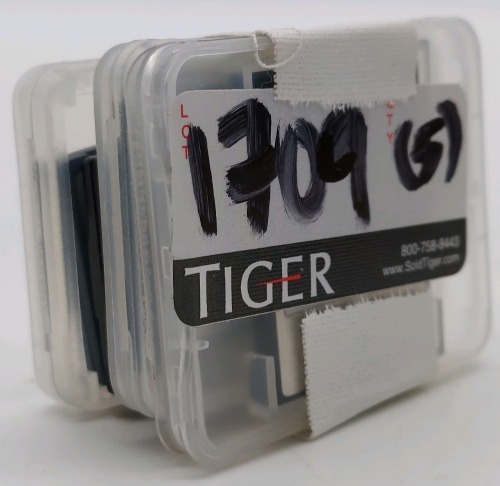 LOT
QTY
1709 (5)
TIGER
800-758-8443
www.SoldTiger.com